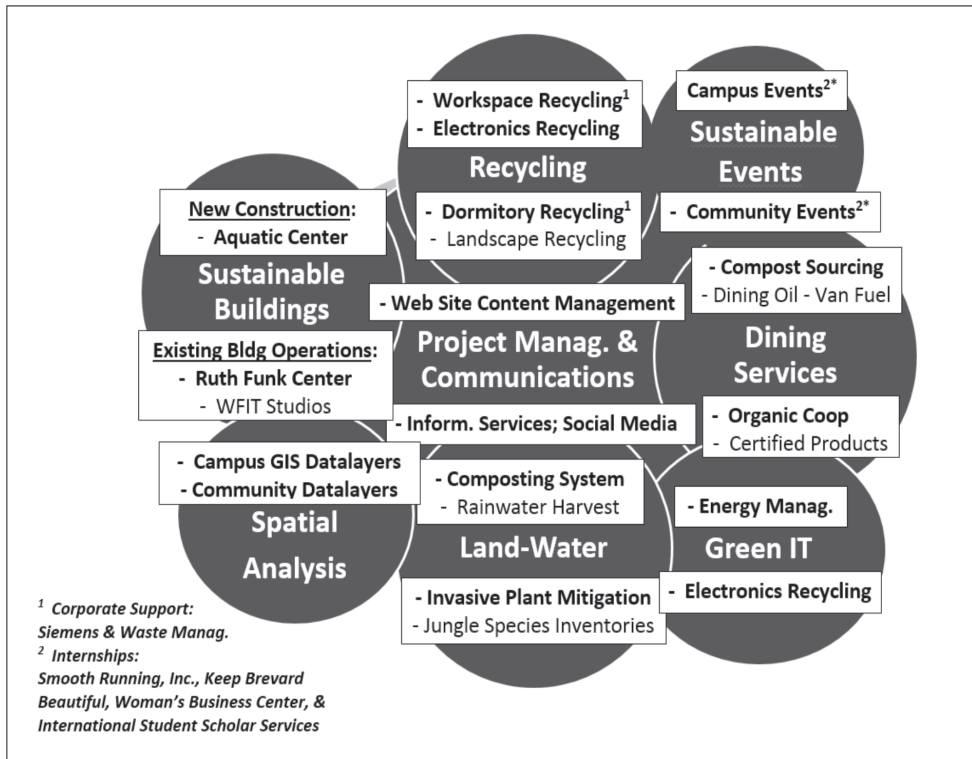 - Workspace Recycling¹
- Electronics Recycling
Recycling
- Dormitory Recycling¹
- Landscape Recycling
Campus Events²*
Sustainable
Events
- Community Events²*
New Construction:
- Aquatic Center
Sustainable
Buildings
Existing Bldg Operations:
- Ruth Funk Center
- WFIT Studios
- Web Site Content Management
Project Manag. &
Communications
- Inform. Services; Social Media
- Compost Sourcing
- Dining Oil - Van Fuel
Dining
Services
- Organic Coop
- Certified Products
- Campus GIS Datalayers
- Community Datalayers
Spatial
Analysis
- Composting System
- Rainwater Harvest
Land-Water
- Invasive Plant Mitigation
- Jungle Species Inventories
- Energy Manag.
Green IT
- Electronics Recycling
¹ Corporate Support:
Siemens & Waste Manag.
² Internships:
Smooth Running, Inc., Keep Brevard
Beautiful, Woman's Business Center, &
International Student Scholar Services